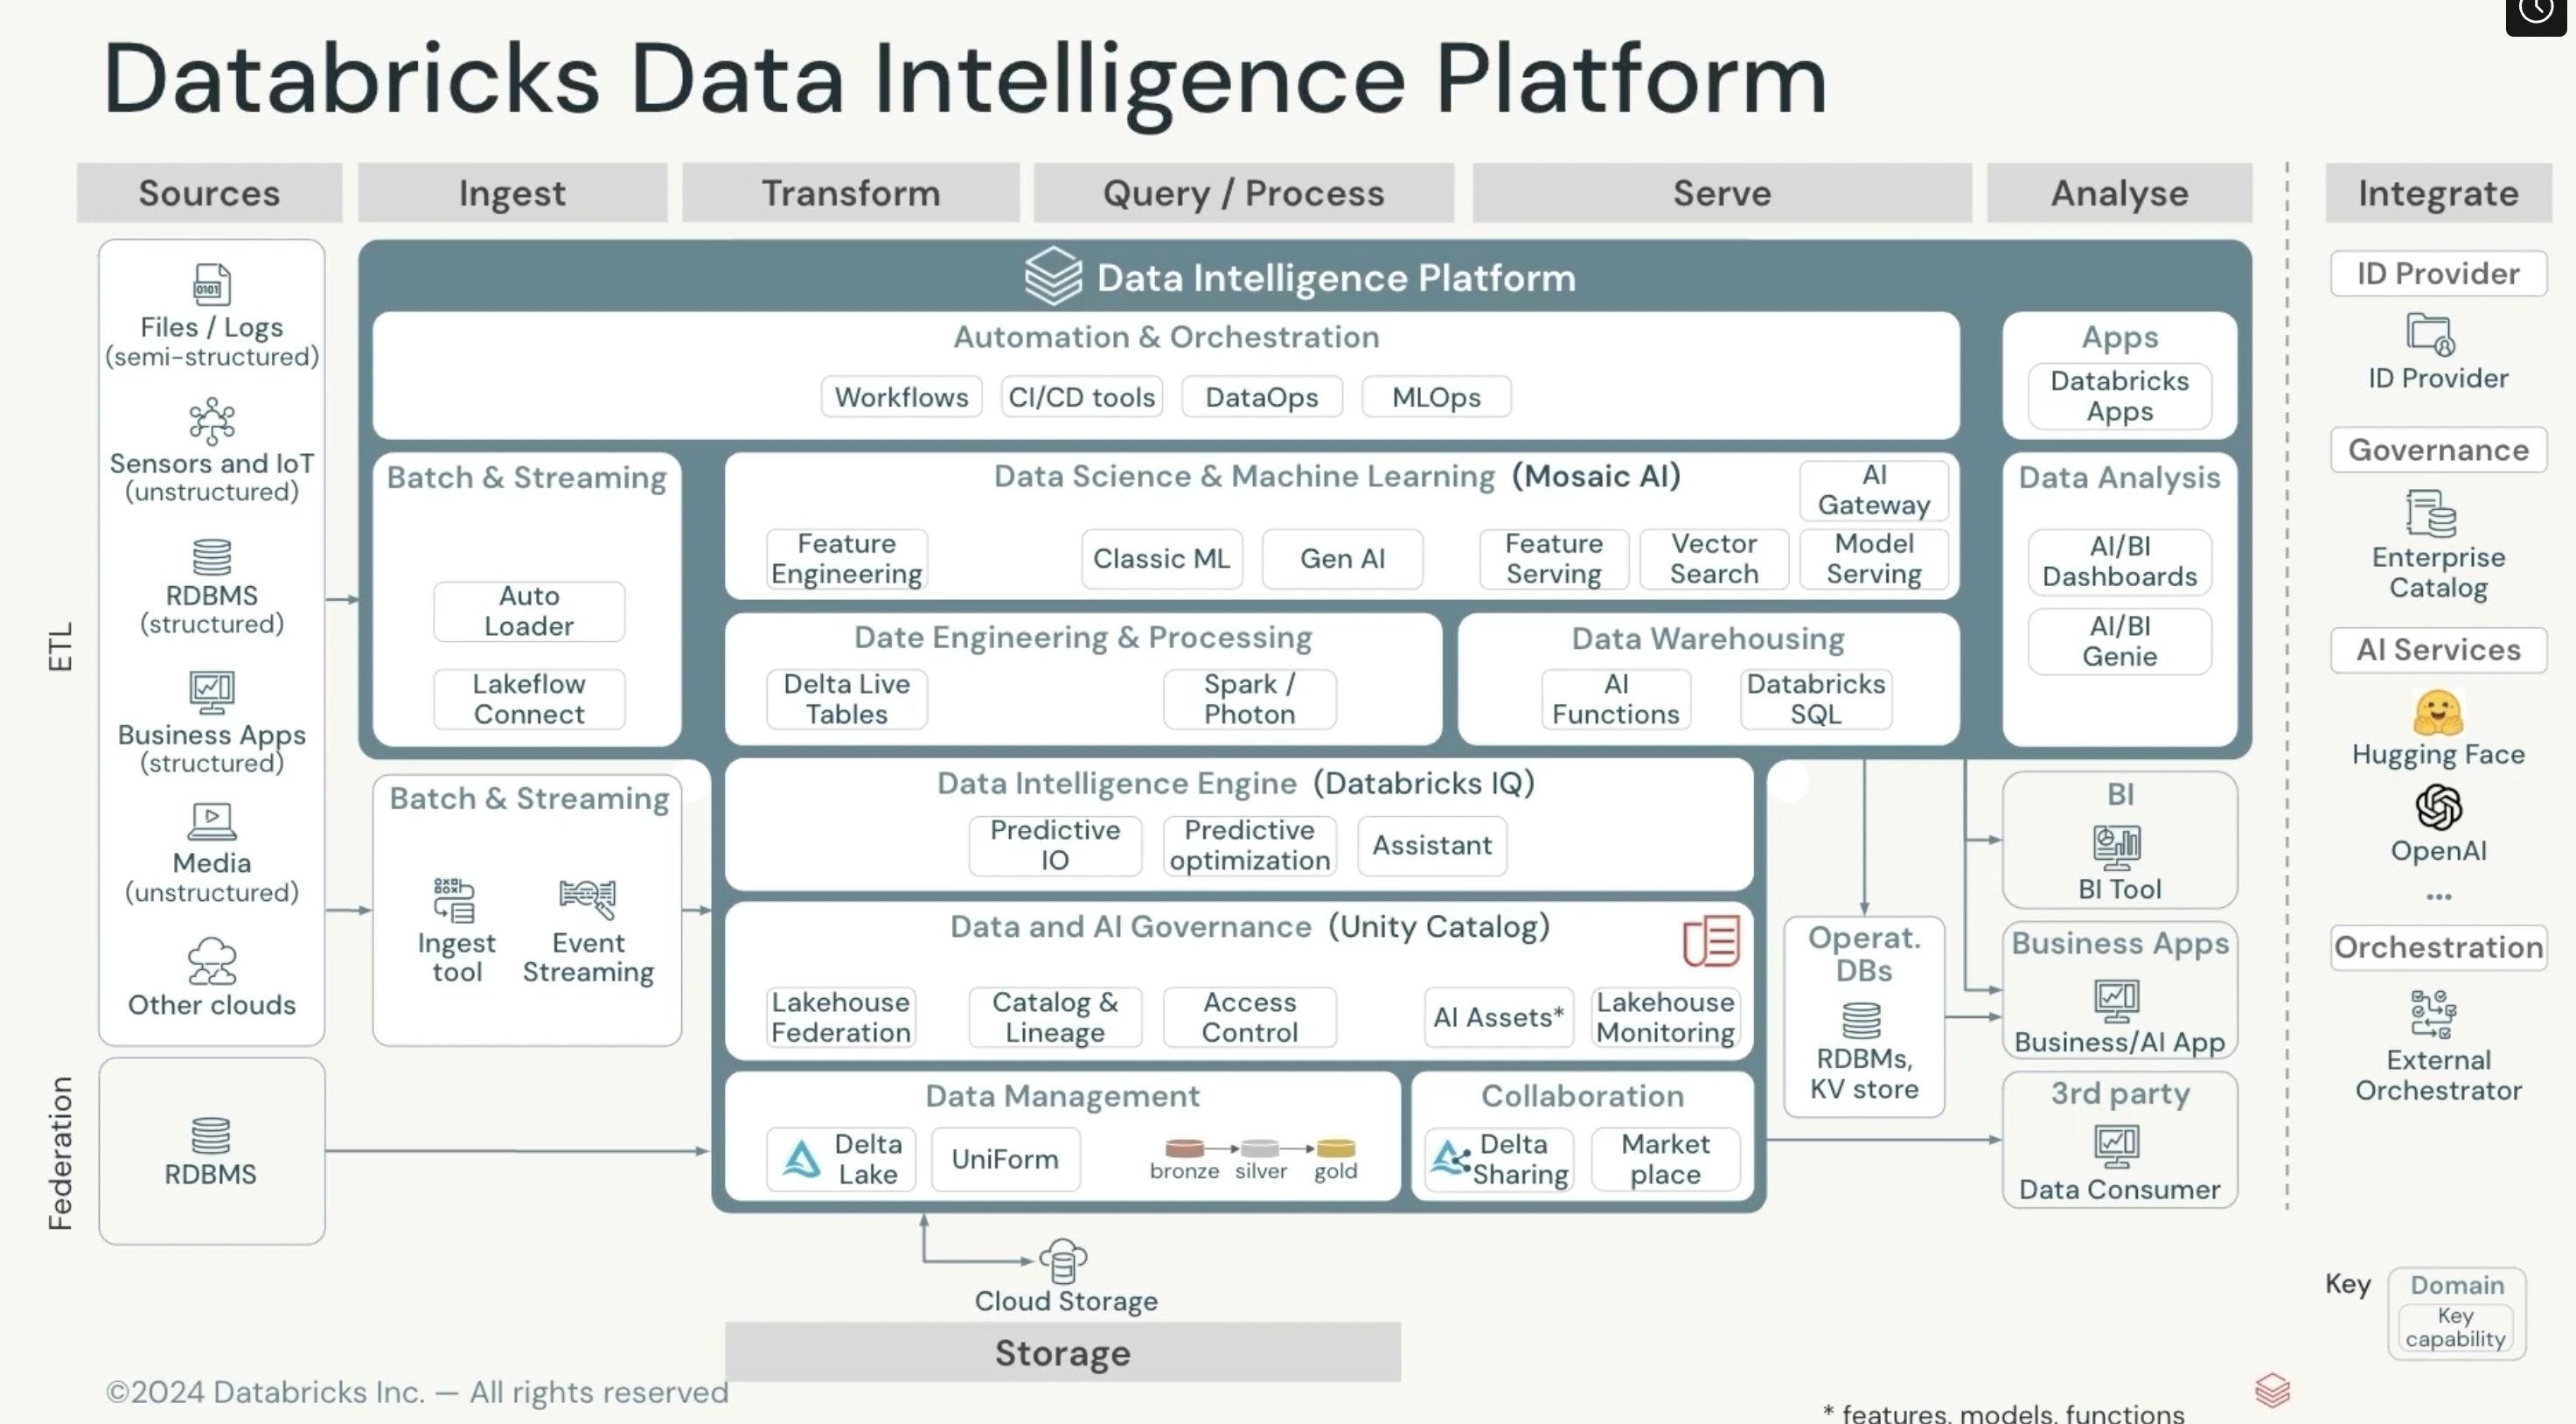 Databricks Data Intelligence Platform
Sources
Ingest
Transform
Query / Process
Serve
Analyse
Integrate
ETL
Federation
Files / Logs
(semi-structured)
Sensors and IoT
(unstructured)
RDBMS
(structured)
Business Apps
(structured)
Media
(unstructured)
Other clouds
RDBMS
Data Intelligence Platform
Automation & Orchestration
Workflows
CI/CD tools
DataOps
MLOps
Apps
Databricks
Apps
Batch & Streaming
Auto
Loader
Lakeflow
Connect
Data Science & Machine Learning (Mosaic AI)
AI
Gateway
Feature
Engineering
Classic ML
Gen AI
Feature
Serving
Vector
Search
Model
Serving
Data Analysis
AI/BI
Dashboards
AI/BI
Genie
Date Engineering & Processing
Delta Live
Tables
Spark /
Photon
Data Warehousing
AI
Functions
Databricks
SQL
Batch & Streaming
Ingest
tool
Event
Streaming
Data Intelligence Engine (Databricks IQ)
Predictive
IO
Predictive
optimization
Assistant
Data and AI Governance (Unity Catalog)
Lakehouse
Federation
Catalog &
Lineage
Access
Control
AI Assets*
Lakehouse
Monitoring
Data Management
Delta
Lake
UniForm
bronze
silver
gold
Collaboration
Delta
Sharing
Market
place
Operat.
DBs
RDBMs,
KV store
BI
BI Tool
Business Apps
Business/AI App
3rd party
Data Consumer
ID Provider
ID Provider
Governance
Enterprise
Catalog
AI Services
Hugging Face
OpenAI
...
Orchestration
External
Orchestrator
Cloud Storage
Storage
Key
Domain
Key
capability
©2024 Databricks Inc. — All rights reserved
* features, models, functions